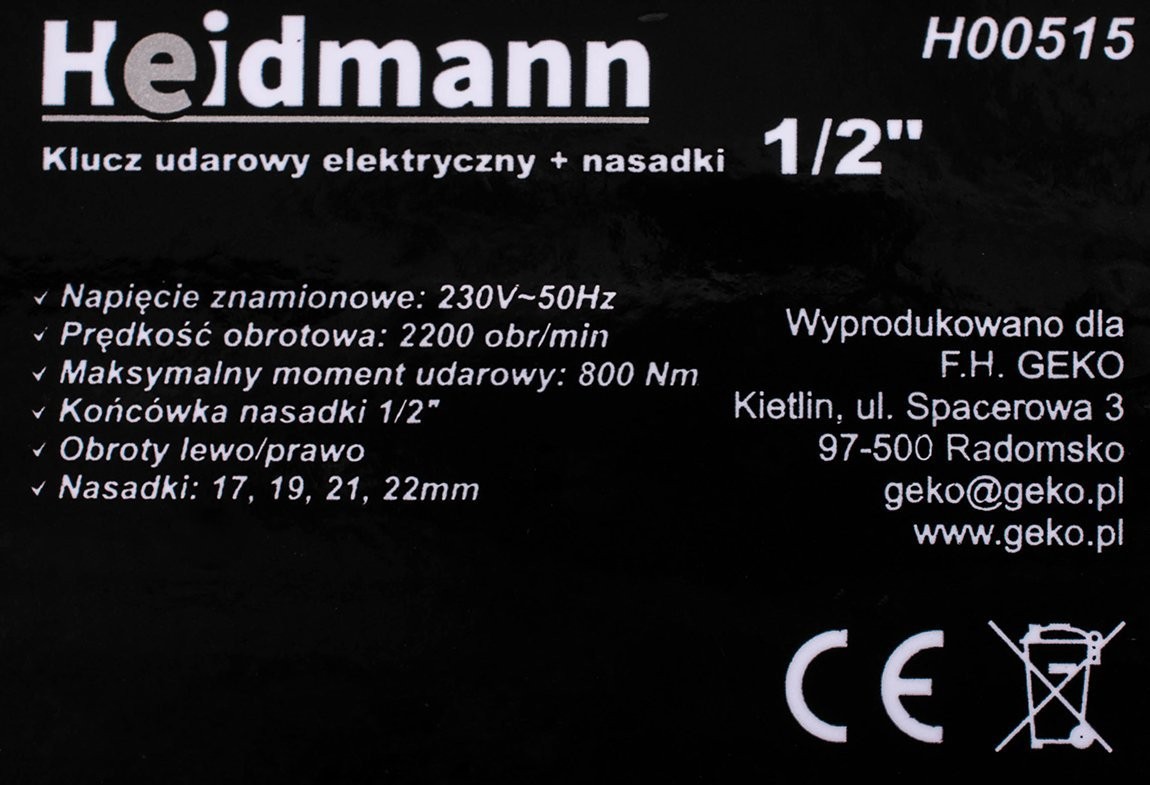 Heidmann
H00515
Klucz udarowy elektryczny + nasadki 1/2"
✓ Napięcie znamionowe: 230V~50Hz
✓ Prędkość obrotowa: 2200 obr/min
✓ Maksymalny moment udarowy: 800 Nm
✓ Końcówka nasadki 1/2"
✓ Obroty lewo/prawo
✓ Nasadki: 17, 19, 21, 22mm
Wyprodukowano dla
F.H. GEKO
Kietlin, ul. Spacerowa 3
97-500 Radomsko
geko@geko.pl
www.geko.pl
CE